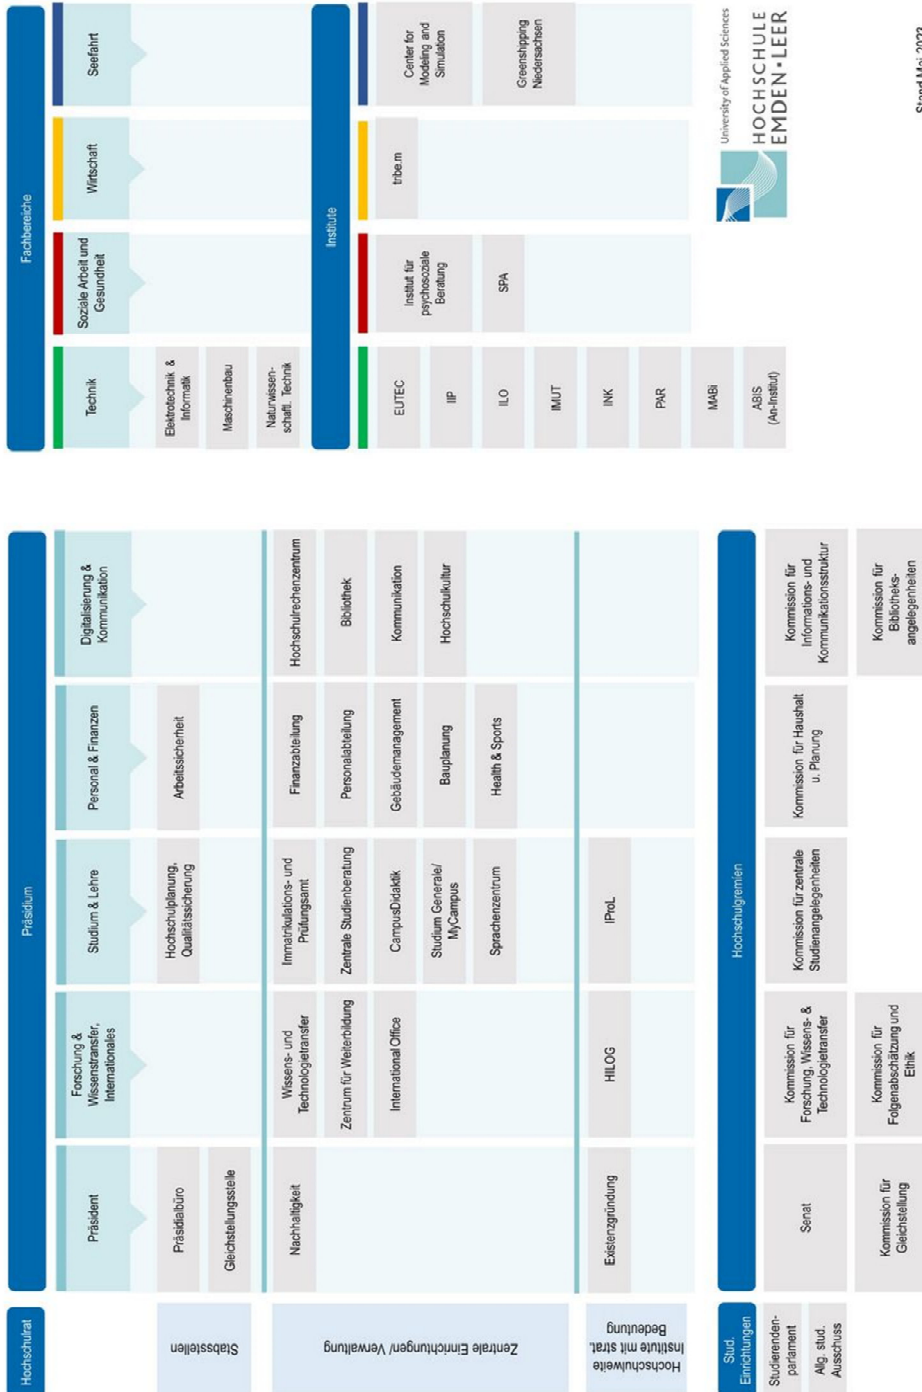 Hochschulrat
Präsidium
Präsident
Forschung &
Wissenstransfer,
Internationales
Studium & Lehre
Personal & Finanzen
Digitalisierung &
Kommunikation
Stabsstellen
Präsidialbüro
Gleichstellungsstelle
Hochschulplanung,
Qualitätssicherung
Arbeitssicherheit
Zentrale Einrichtungen/ Verwaltung
Nachhaltigkeit
Wissens- und
Technologietransfer
Zentrum für Weiterbildung
International Office
Immatrikulations- und
Prüfungsamt
Zentrale Studienberatung
CampusDidaktik
Studium Generale/
MyCampus
Sprachenzentrum
Finanzabteilung
Personalabteilung
Gebäudemanagement
Bauplanung
Health & Sports
Hochschulrechenzentrum
Bibliothek
Kommunikation
Hochschulkultur
Hochschulweite
Institute mit strat.
Bedeutung
Existenzgründung
HILOG
IProL
Stud.
Einrichtungen
Studierenden-
parlament
Allg. stud.
Ausschuss
Hochschulgremien
Senat
Kommission für
Gleichstellung
Kommission für
Forschung, Wissens- &
Technologietransfer
Kommission für
Folgenabschätzung und
Ethik
Kommission für zentrale
Studienangelegenheiten
Kommission für Haushalt
u. Planung
Kommission für
Informations- und
Kommunikationsstruktur
Kommission für
Bibliotheks-
angelegenheiten
Fachbereiche
Technik
Soziale Arbeit und
Gesundheit
Wirtschaft
Seefahrt
Elektrotechnik &
Informatik
Maschinenbau
Naturwissen-
schaftl. Technik
Institute
EUTEC
IIP
ILO
IMUT
INK
PAR
MABi
ABIS
(An-Institut)
Institut für
psychosoziale
Beratung
SPA
tribe.m
Center for
Modeling and
Simulation
Greenshipping
Niedersachsen
University of Applied Sciences
HOCHSCHULE
EMDEN•LEER
Stand Mai 2023